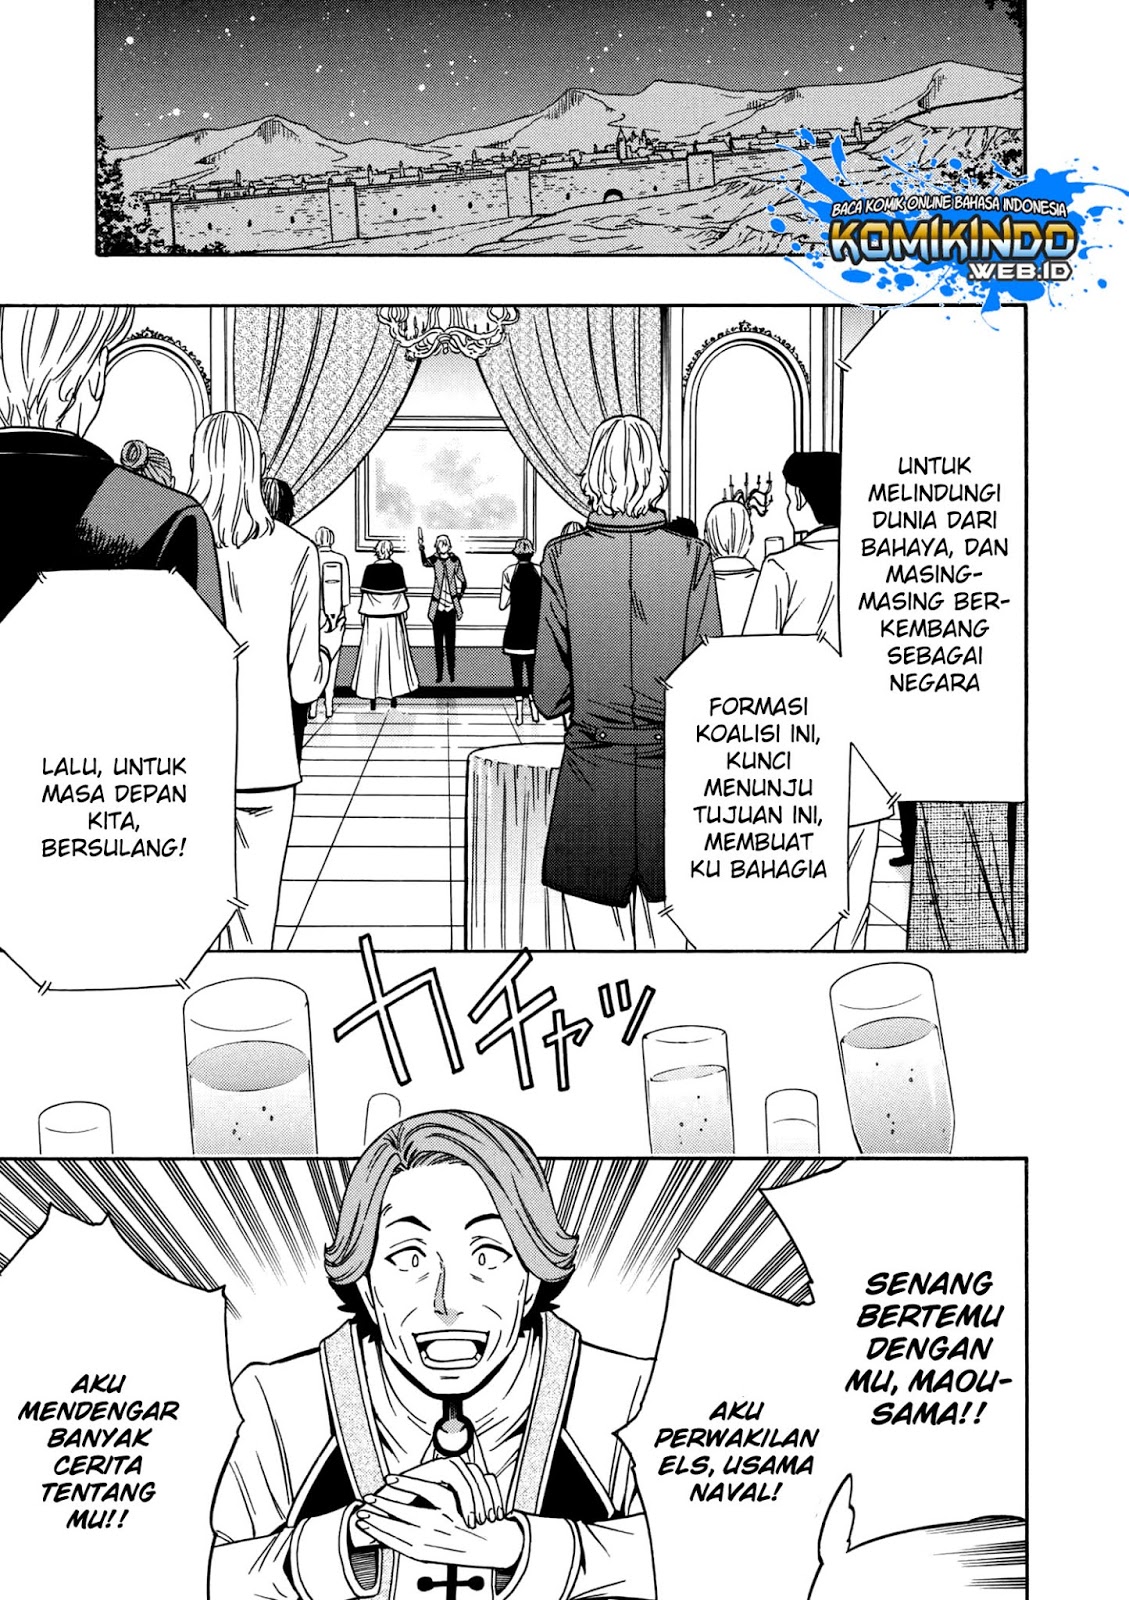 BACA KOMIK ONLINE BAHASA INDONESIA
KOMIKINDO
.WEB.ID
UNTUK
MELINDUNGI
DUNIA DARI
BAHAYA, DAN
MASING-
MASING BER-
KEMBANG
SEBAGAI
NEGARA
FORMASI
KOALISI INI,
KUNCI
MENUNJU
TUJUAN INI,
MEMBUAT
KU BAHAGIA
LALU, UNTUK
MASA DEPAN
KITA,
BERSULANG!
カチャッ
SENANG
BERTEMU
DENGAN
MU, MAOU-
SAMA!!
AKU
PERWAKILAN
ELS, USAMA
NAVAL!
AKU
MENDENGAR
BANYAK
CERITA
TENTANG
MU!!